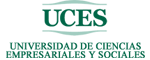 UCES
UNIVERSIDAD DE CIENCIAS
EMPRESARIALES Y SOCIALES